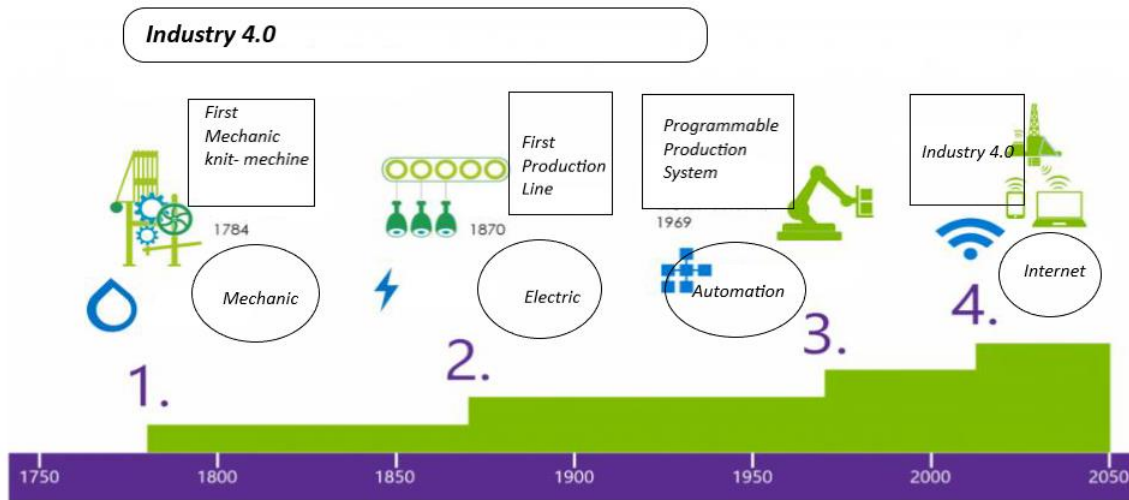 Industry 4.0
First
Mechanic
knit- mechine
1784
Mechanic
First
Production
Line
1870
Electric
Programmable
Production
System
1969
Automation
Industry 4.0
Internet
1.
2.
3.
4.
1750
1800
1850
1900
1950
2000
2050